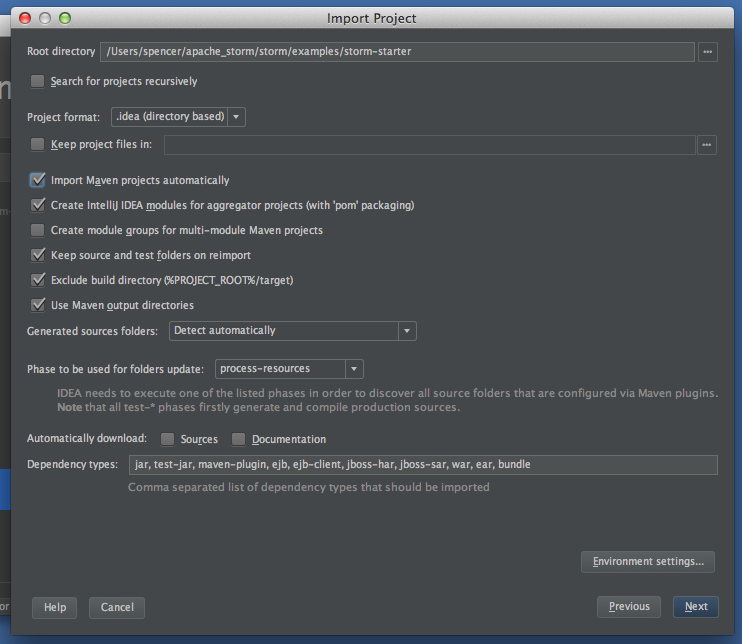 Import Project
Root directory /Users/spencer/apache_storm/storm/examples/storm-starter ...
Search for projects recursively
Project format: .idea (directory based)
Keep project files in: ...
Import Maven projects automatically
Create IntelliJ IDEA modules for aggregator projects (with 'pom' packaging)
Create module groups for multi-module Maven projects
Keep source and test folders on reimport
Exclude build directory (%PROJECT_ROOT%/target)
Use Maven output directories
Generated sources folders: Detect automatically
Phase to be used for folders update: process-resources
IDEA needs to execute one of the listed phases in order to discover all source folders that are configured via Maven plugins.
Note that all test-* phases firstly generate and compile production sources.
Automatically download: Sources Documentation
Dependency types: jar, test-jar, maven-plugin, ejb, ejb-client, jboss-har, jboss-sar, war, ear, bundle
Comma separated list of dependency types that should be imported
Environment settings...
Help Cancel Previous Next